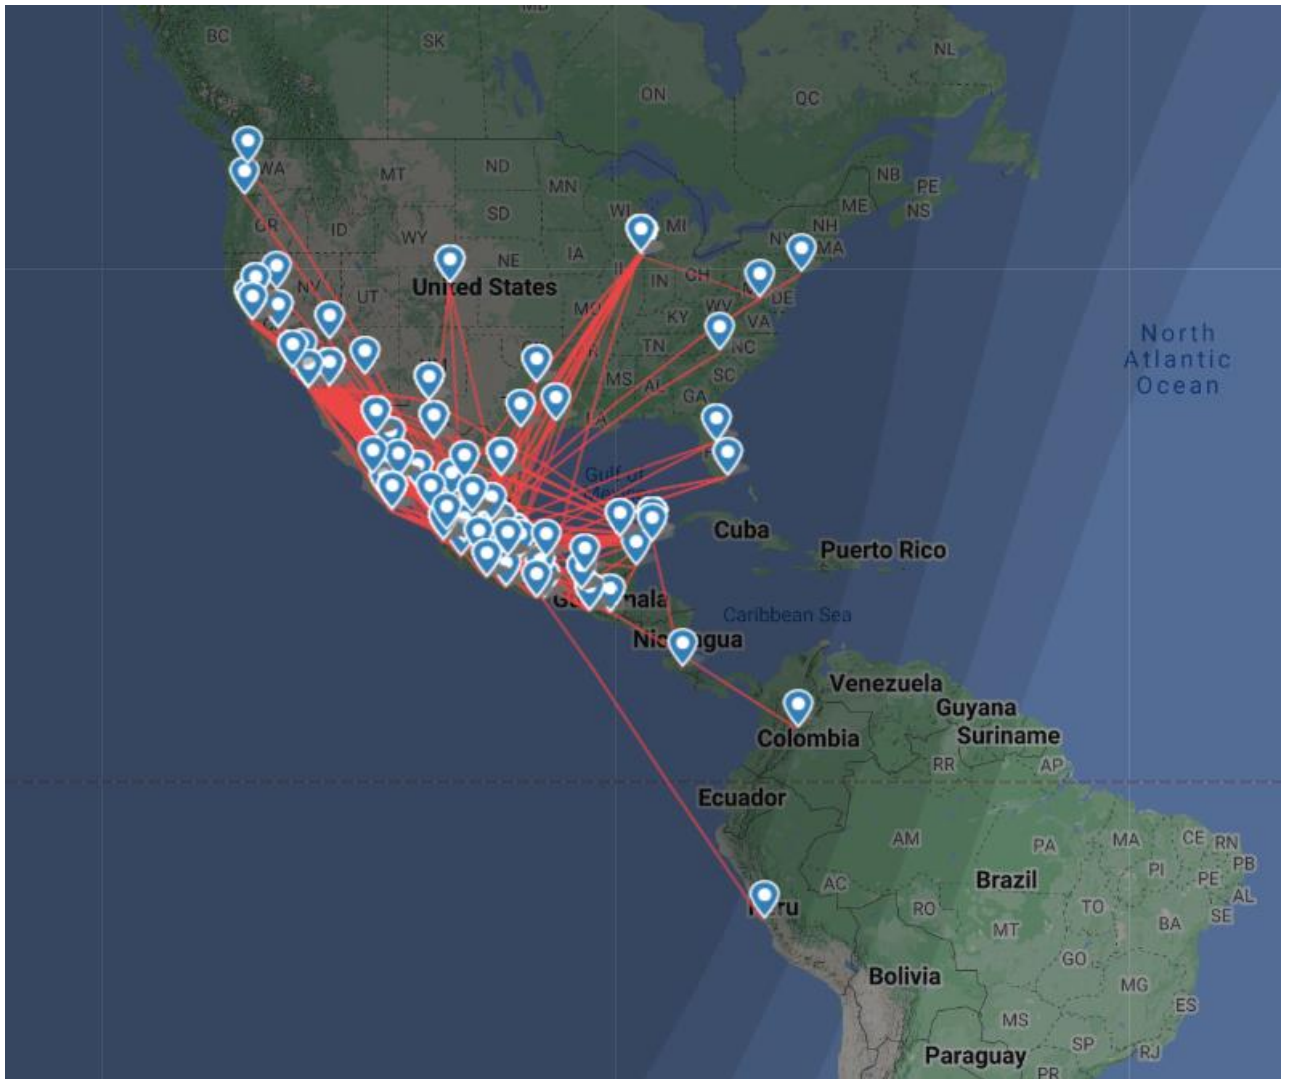 BC
SK
NL
ON
QC
WA
MT
ND
MN
NB
PE
NS
ME
SD
WI
MI
NH
OR
ID
WY
NY
MA
IA
NE
OH
United States
NV
UT
IN
DE
MO
WV
KY
VA
North
Atlantic
Ocean
TN
NC
MS
AL
SC
GA
LA
Gulf of
Cuba
Puerto Rico
Caribbean Sea
Venezuela
Guyana
Suriname
Colombia
RR
AP
Ecuador
AM
PA
MA
CE
RN
PB
PI
PE
AL
SE
AC
Brazil
RO
TO
BA
MT
GO
Bolivia
MG
ES
MS
SP
RJ
Paraguay
PR